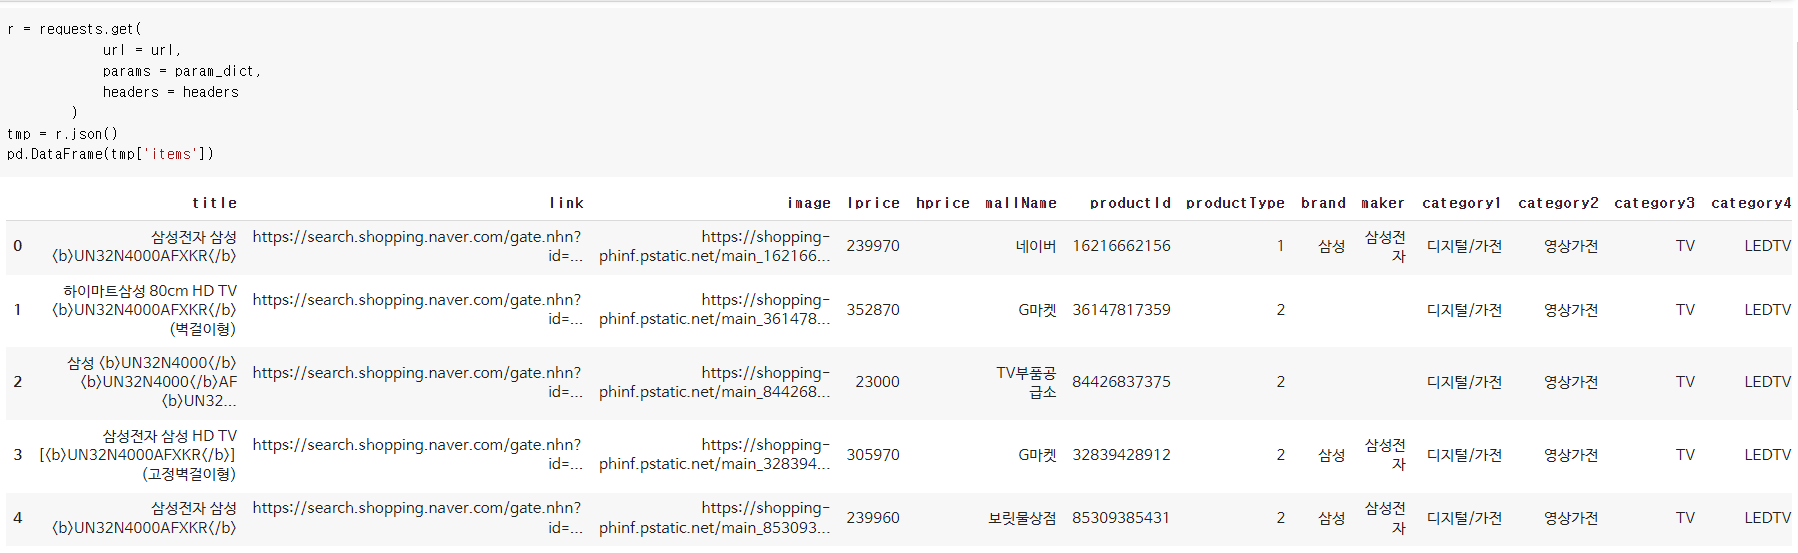 r = requests.get(
url = url,
params = param_dict,
headers = headers
)
tmp = r.json()
pd.DataFrame(tmp['items'])
title link image lprice hprice mallName productId productType brand maker category1 category2 category3 category4
0 삼성전자 삼성 <b>UN32N4000AFXKR</b> https://search.shopping.naver.com/gate.nhn?id=... https://shopping-phinf.pstatic.net/main_162166... 239970 네이버 16216662156 1 삼성 삼성전자 디지털/가전 영상가전 TV LEDTV
1 하이마트삼성 80cm HD TV <b>UN32N4000AFXKR</b> (벽걸이형) https://search.shopping.naver.com/gate.nhn?id=... https://shopping-phinf.pstatic.net/main_361478... 352870 G마켓 36147817359 2 디지털/가전 영상가전 TV LEDTV
2 삼성 <b>UN32N4000</b> <b>UN32N4000</b>AF <b>UN32... https://search.shopping.naver.com/gate.nhn?id=... https://shopping-phinf.pstatic.net/main_844268... 23000 TV부품공급소 84426837375 2 디지털/가전 영상가전 TV LEDTV
3 삼성전자 삼성 HD TV [<b>UN32N4000AFXKR</b>] (고정벽걸이형) https://search.shopping.naver.com/gate.nhn?id=... https://shopping-phinf.pstatic.net/main_328394... 305970 G마켓 32839428912 2 삼성 삼성전자 디지털/가전 영상가전 TV LEDTV
4 삼성전자 삼성 <b>UN32N4000AFXKR</b> https://search.shopping.naver.com/gate.nhn?id=... https://shopping-phinf.pstatic.net/main_853093... 239960 보릿물상점 85309385431 2 삼성 삼성전자 디지털/가전 영상가전 TV LEDTV